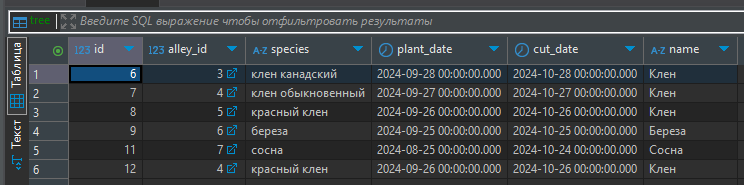 tree Введите SQL выражение чтобы отфильтровать результаты
Таблица
Текст
123 id 123 alley_id A-Z species plant_date cut_date A-Z name
1 6 3 клен канадский 2024-09-28 00:00:00.000 2024-10-28 00:00:00.000 Клен
2 7 4 клен обыкновенный 2024-09-27 00:00:00.000 2024-10-27 00:00:00.000 Клен
3 8 5 красный клен 2024-09-26 00:00:00.000 2024-10-26 00:00:00.000 Клен
4 9 6 береза 2024-09-25 00:00:00.000 2024-10-25 00:00:00.000 Береза
5 11 7 сосна 2024-08-25 00:00:00.000 2024-10-24 00:00:00.000 Сосна
6 12 4 красный клен 2024-09-26 00:00:00.000 2024-10-26 00:00:00.000 Клен